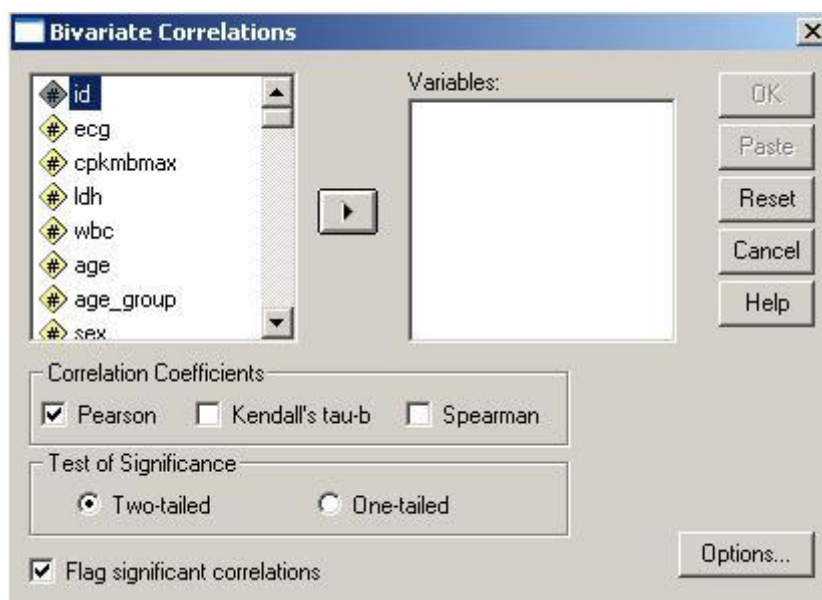 Bivariate Correlations
id
ecg
cpkmbmax
ldh
wbc
age
age_group
sex
Variables:
OK
Paste
Reset
Cancel
Help
Correlation Coefficients
Pearson Kendall's tau-b Spearman
Test of Significance
Two-tailed One-tailed
Flag significant correlations
Options...